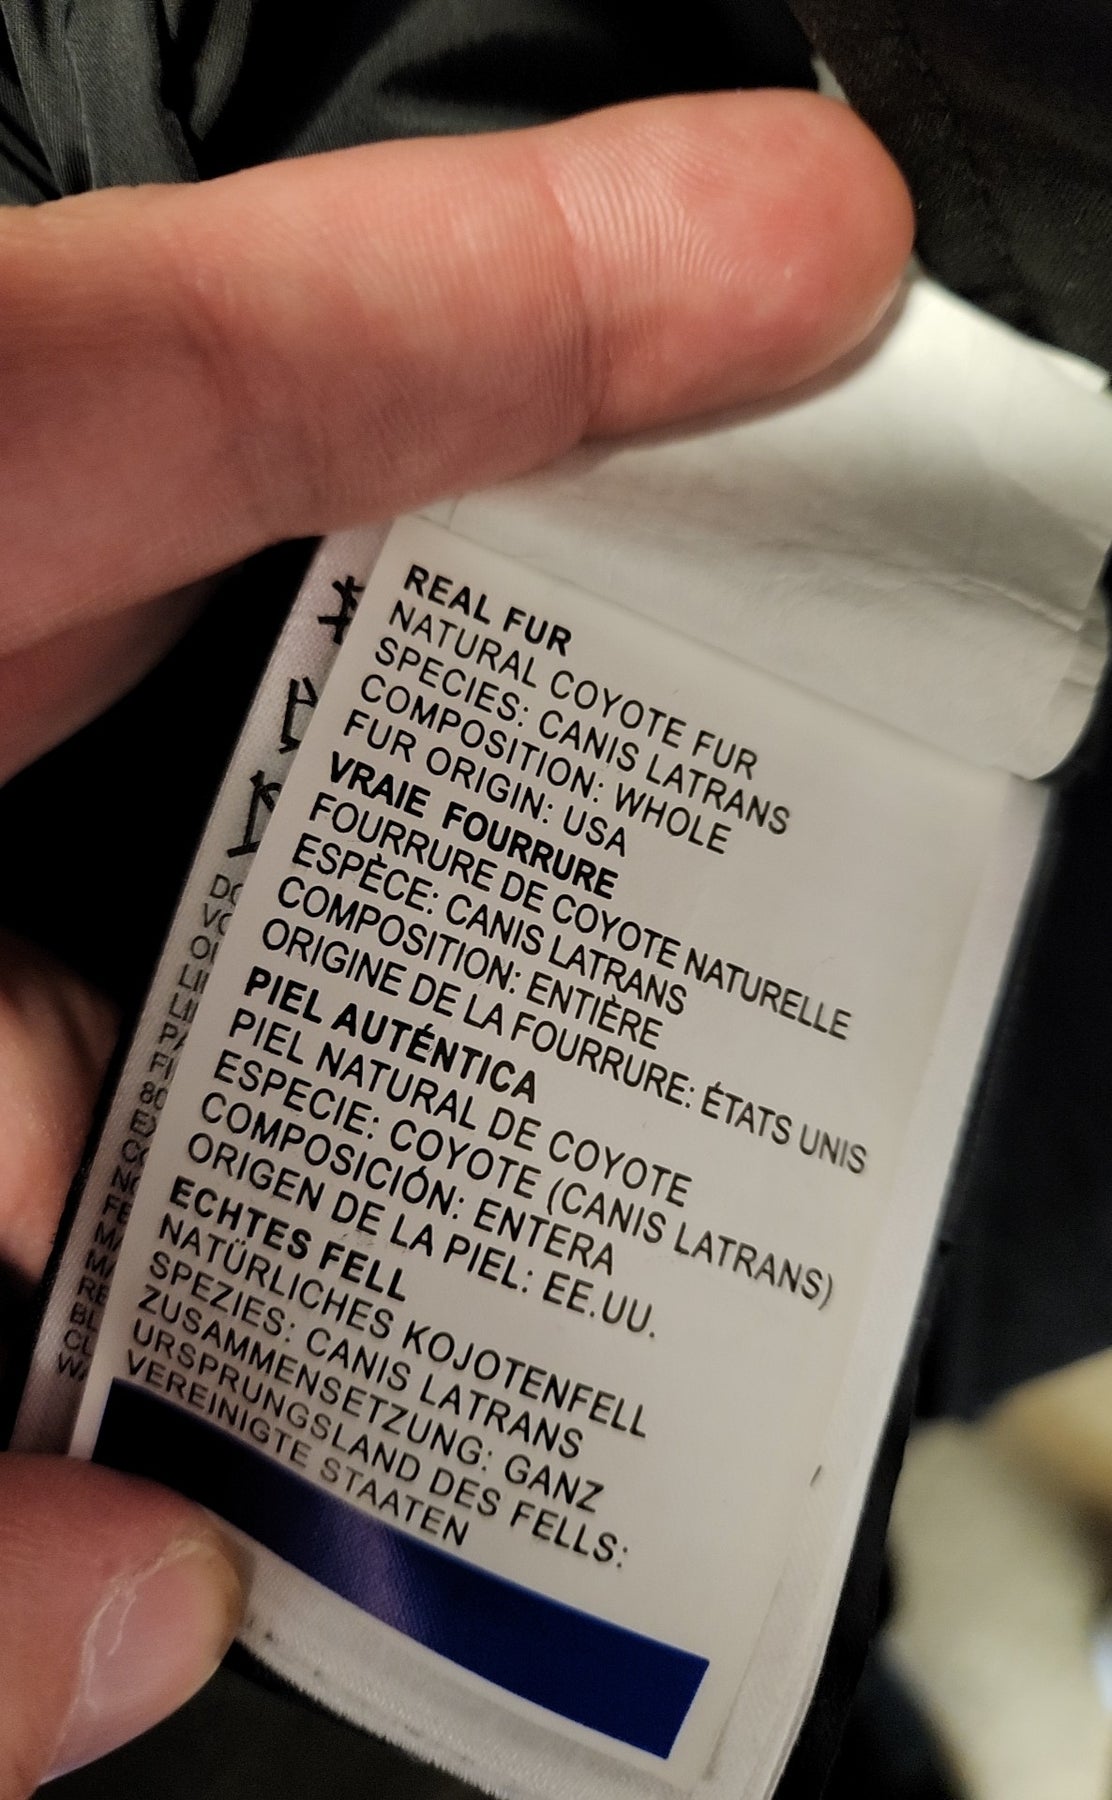 REAL FUR
NATURAL COYOTE FUR
SPECIES: CANIS LATRANS
COMPOSITION: WHOLE
FUR ORIGIN: USA
VRAIE FOURRURE
FOURRURE DE COYOTE NATURELLE
ESPÈCE: CANIS LATRANS
COMPOSITION: ENTIÈRE
ORIGINE DE LA FOURRURE: ÉTATS UNIS
PIEL AUTÉNTICA
PIEL NATURAL DE COYOTE
ESPECIE: COYOTE (CANIS LATRANS)
COMPOSICIÓN: ENTERA
ORIGEN DE LA PIEL: EE.UU.
ECHTES FELL
NATÜRLICHES KOJOTENFELL
SPEZIES: CANIS LATRANS
ZUSAMMENSETZUNG: GANZ
URSPRUNGSLAND DES FELLS:
VEREINIGTE STAATEN